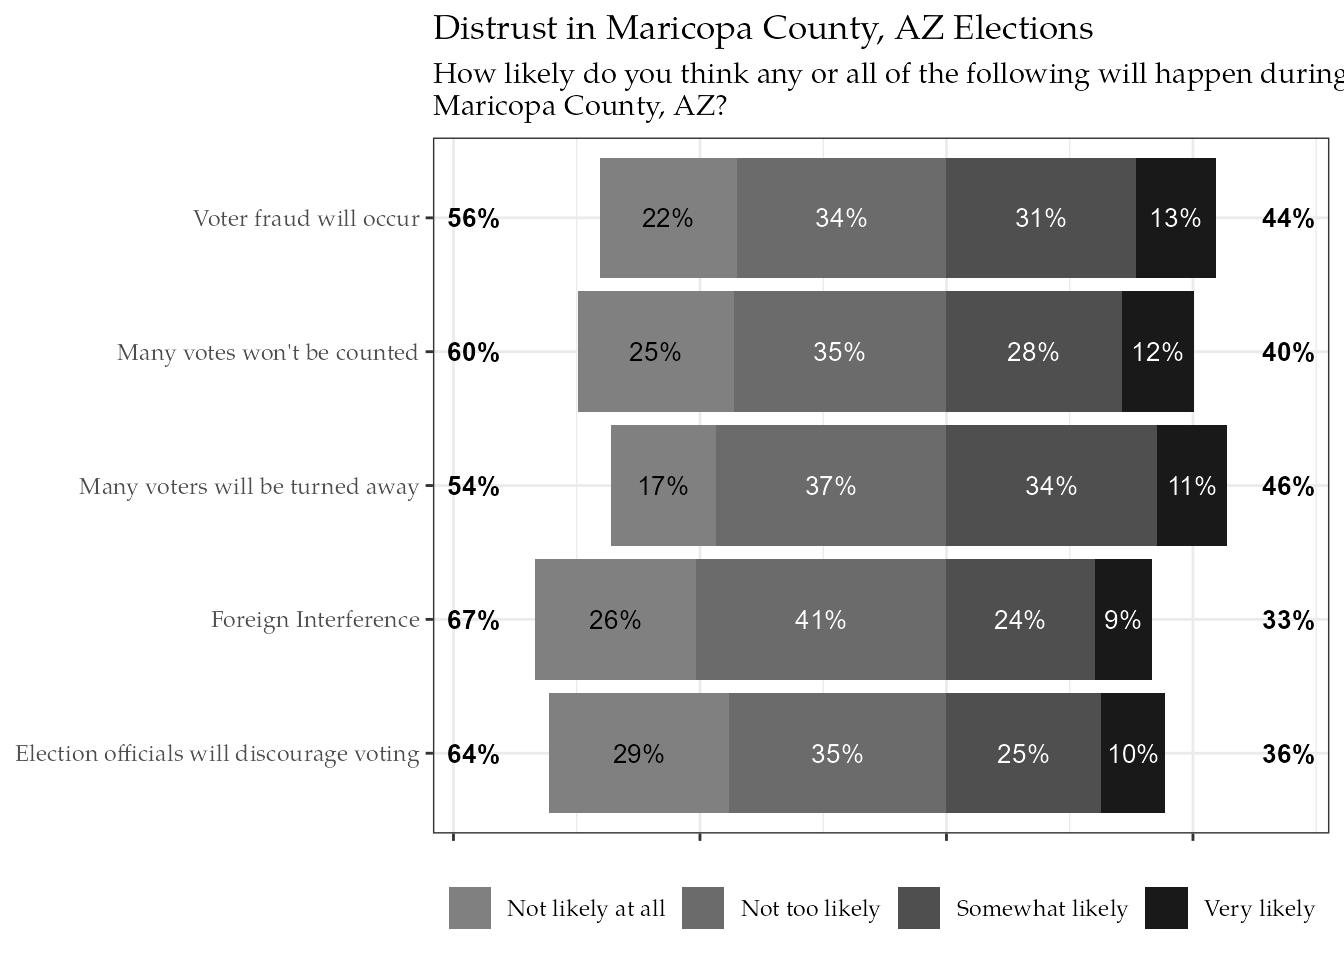 Distrust in Maricopa County, AZ Elections
How likely do you think any or all of the following will happen during
Maricopa County, AZ?
Voter fraud will occur 56% 22% 34% 31% 13% 44%
Many votes won't be counted 60% 25% 35% 28% 12% 40%
Many voters will be turned away 54% 17% 37% 34% 11% 46%
Foreign Interference 67% 26% 41% 24% 9% 33%
Election officials will discourage voting 64% 29% 35% 25% 10% 36%
Not likely at all Not too likely Somewhat likely Very likely